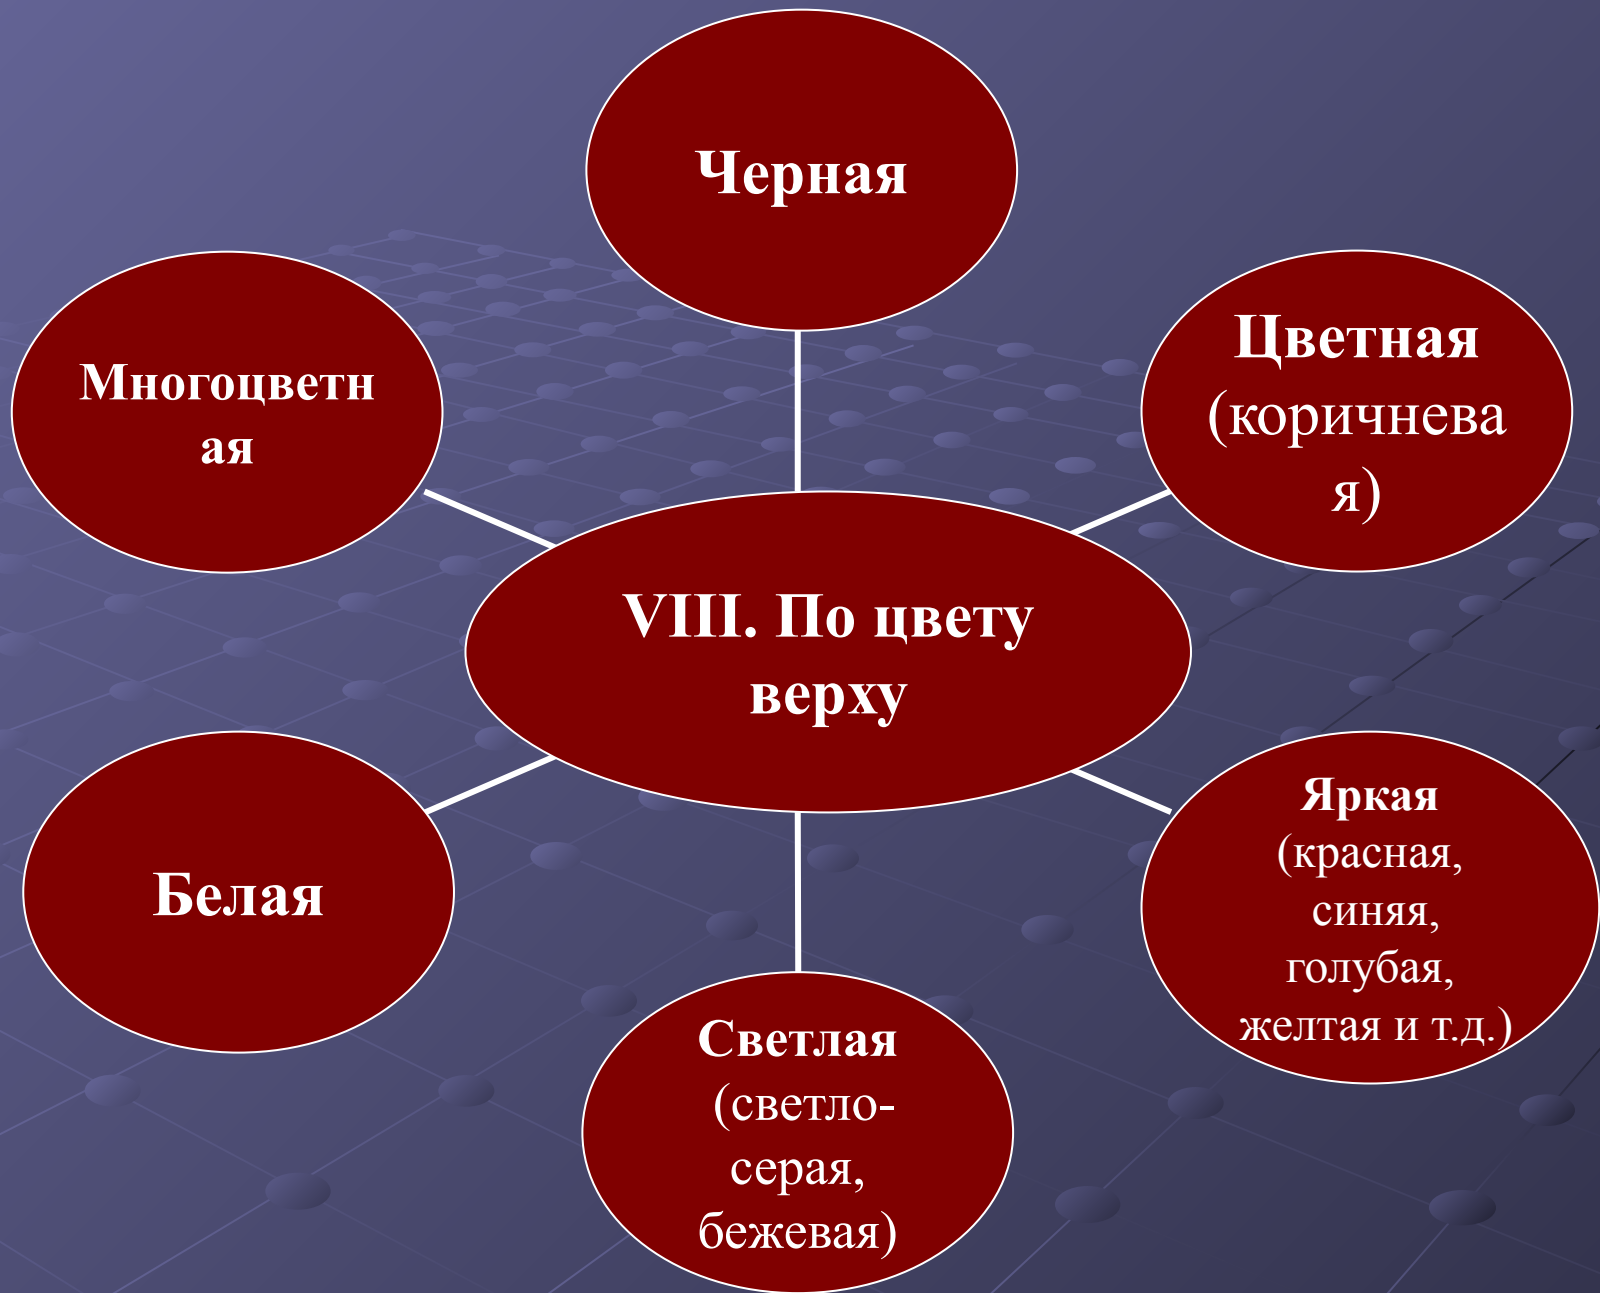 Черная
Цветная
(коричнева
я)
Многоцветн
ая
VIII. По цвету
верху
Яркая
(красная,
синяя,
голубая,
желтая и т.д.)
Белая
Светлая
(светло-
серая,
бежевая)